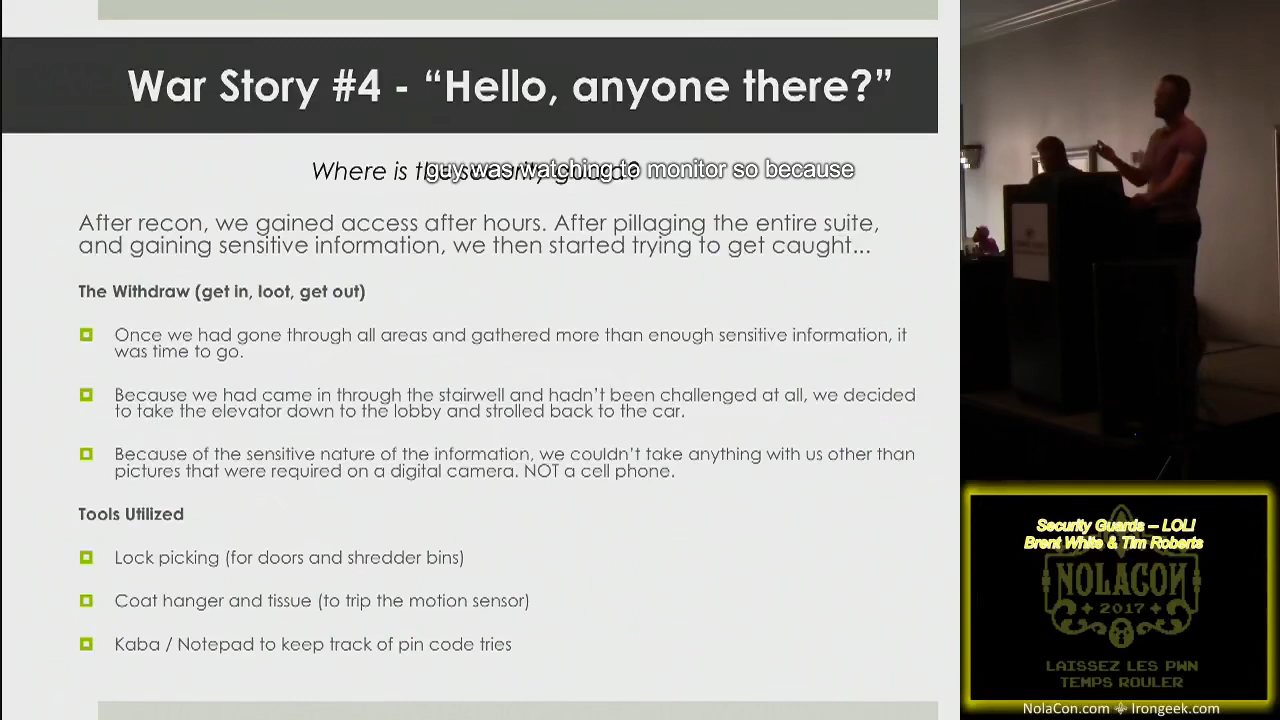 War Story #4 - “Hello, anyone there?”
Where is the security guard?
guy was watching to monitor so because
After recon, we gained access after hours. After pillaging the entire suite,
and gaining sensitive information, we then started trying to get caught...
The Withdraw (get in, loot, get out)
Once we had gone through all areas and gathered more than enough sensitive information, it
was time to go.
Because we had came in through the stairwell and hadn’t been challenged at all, we decided
to take the elevator down to the lobby and strolled back to the car.
Because of the sensitive nature of the information, we couldn’t take anything with us other than
pictures that were required on a digital camera. NOT a cell phone.
Tools Utilized
Lock picking (for doors and shredder bins)
Coat hanger and tissue (to trip the motion sensor)
Kaba / Notepad to keep track of pin code tries
Security Guards -- LOL!
Brent White & Tim Roberts
NOLACON
2017
LAISSEZ LES PWN
TEMPS ROULER
NolaCon.com Irongeek.com